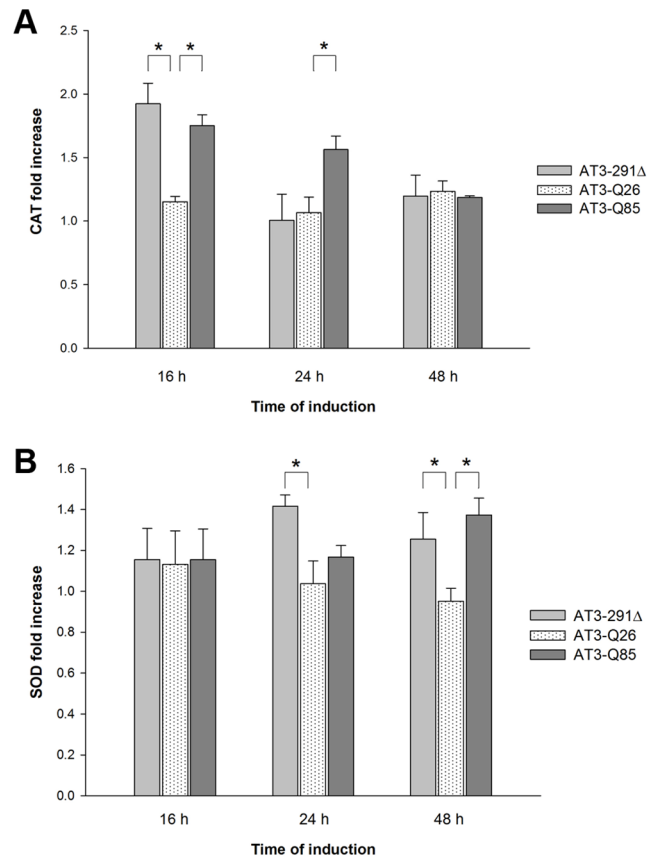 A
2.5
2.0
1.5
1.0
0.5
0.0
CAT fold increase
* *
*
16 h 24 h 48 h
Time of induction
AT3-291Δ
AT3-Q26
AT3-Q85
B
1.6
1.4
1.2
1.0
0.8
0.6
0.4
0.2
0.0
SOD fold increase
*
* *
16 h 24 h 48 h
Time of induction
AT3-291Δ
AT3-Q26
AT3-Q85